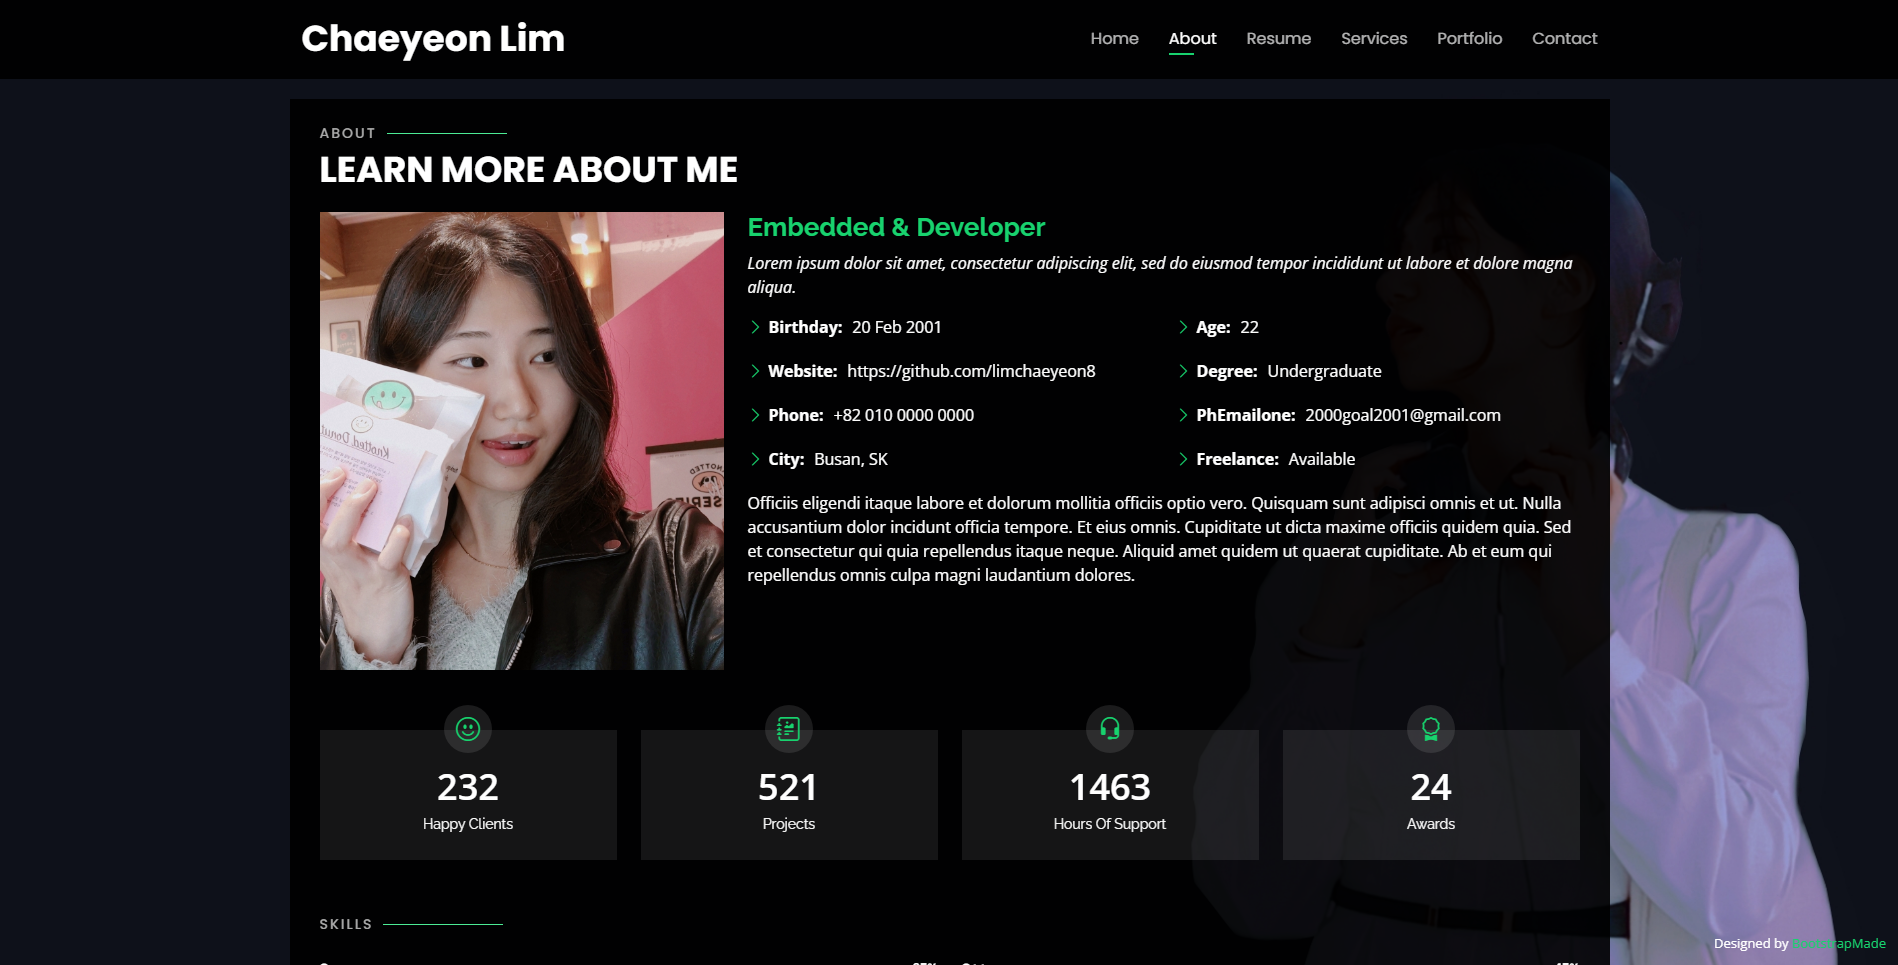 Chaeyeon Lim
Home About Resume Services Portfolio Contact
ABOUT
LEARN MORE ABOUT ME
Embedded & Developer
Lorem ipsum dolor sit amet, consectetur adipiscing elit, sed do eiusmod tempor incididunt ut labore et dolore magna
aliqua.
Birthday: 20 Feb 2001
Age: 22
Website: https://github.com/limchaeyeon8
Degree: Undergraduate
Phone: +82 010 0000 0000
PhEmailone: 2000goal2001@gmail.com
City: Busan, SK
Freelance: Available
Officiis eligendi itaque labore et dolorum mollitia officiis optio vero. Quisquam sunt adipisci omnis et ut. Nulla
accusantium dolor incidunt officia tempore. Et eius omnis. Cupiditate ut dicta maxime officiis quidem quia. Sed
et consectetur qui quia repellendus itaque neque. Aliquid amet quidem ut quaerat cupiditate. Ab et eum qui
repellendus omnis culpa magni laudantium dolores.
Knotted Donut
KNOTTED
SERIES
232
Happy Clients
521
Projects
1463
Hours Of Support
24
Awards
SKILLS
Designed by BootstrapMade